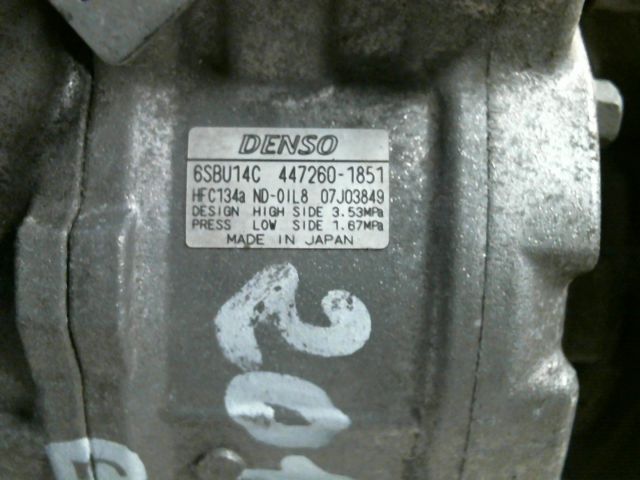 DENSO
6SBU14C 447260-1851
HFC134a ND-OIL8 07J03849
DESIGN HIGH SIDE 3.53MPa
PRESS LOW SIDE 1.67MPa
MADE IN JAPAN
20